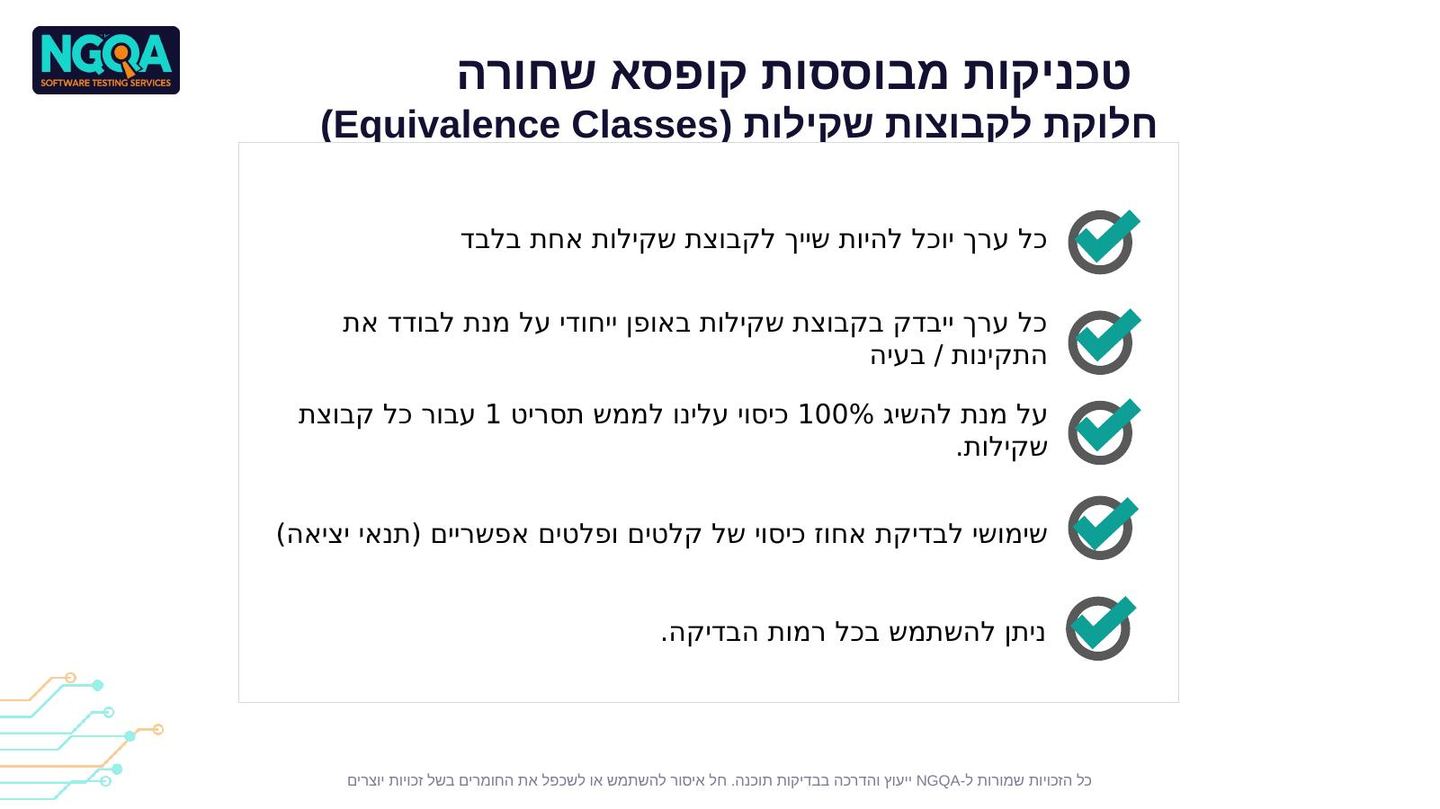 NGQA
SOFTWARE TESTING SERVICES
טכניקות מבוססות קופסא שחורה
חלוקת לקבוצות שקילות (Equivalence Classes)
כל ערך יוכל להיות שייך לקבוצת שקילות אחת בלבד
כל ערך ייבדק בקבוצת שקילות באופן ייחודי על מנת לבודד את
התקינות / בעיה
על מנת להשיג 100% כיסוי עלינו לממש תסריט 1 עבור כל קבוצת
שקילות.
שימושי לבדיקת אחוז כיסוי של קלטים ופלטים אפשריים (תנאי יציאה)
ניתן להשתמש בכל רמות הבדיקה.
כל הזכויות שמורות ל-NGQA ייעוץ והדרכה בבדיקות תוכנה. חל איסור להשתמש או לשכפל את החומרים בשל זכויות יוצרים